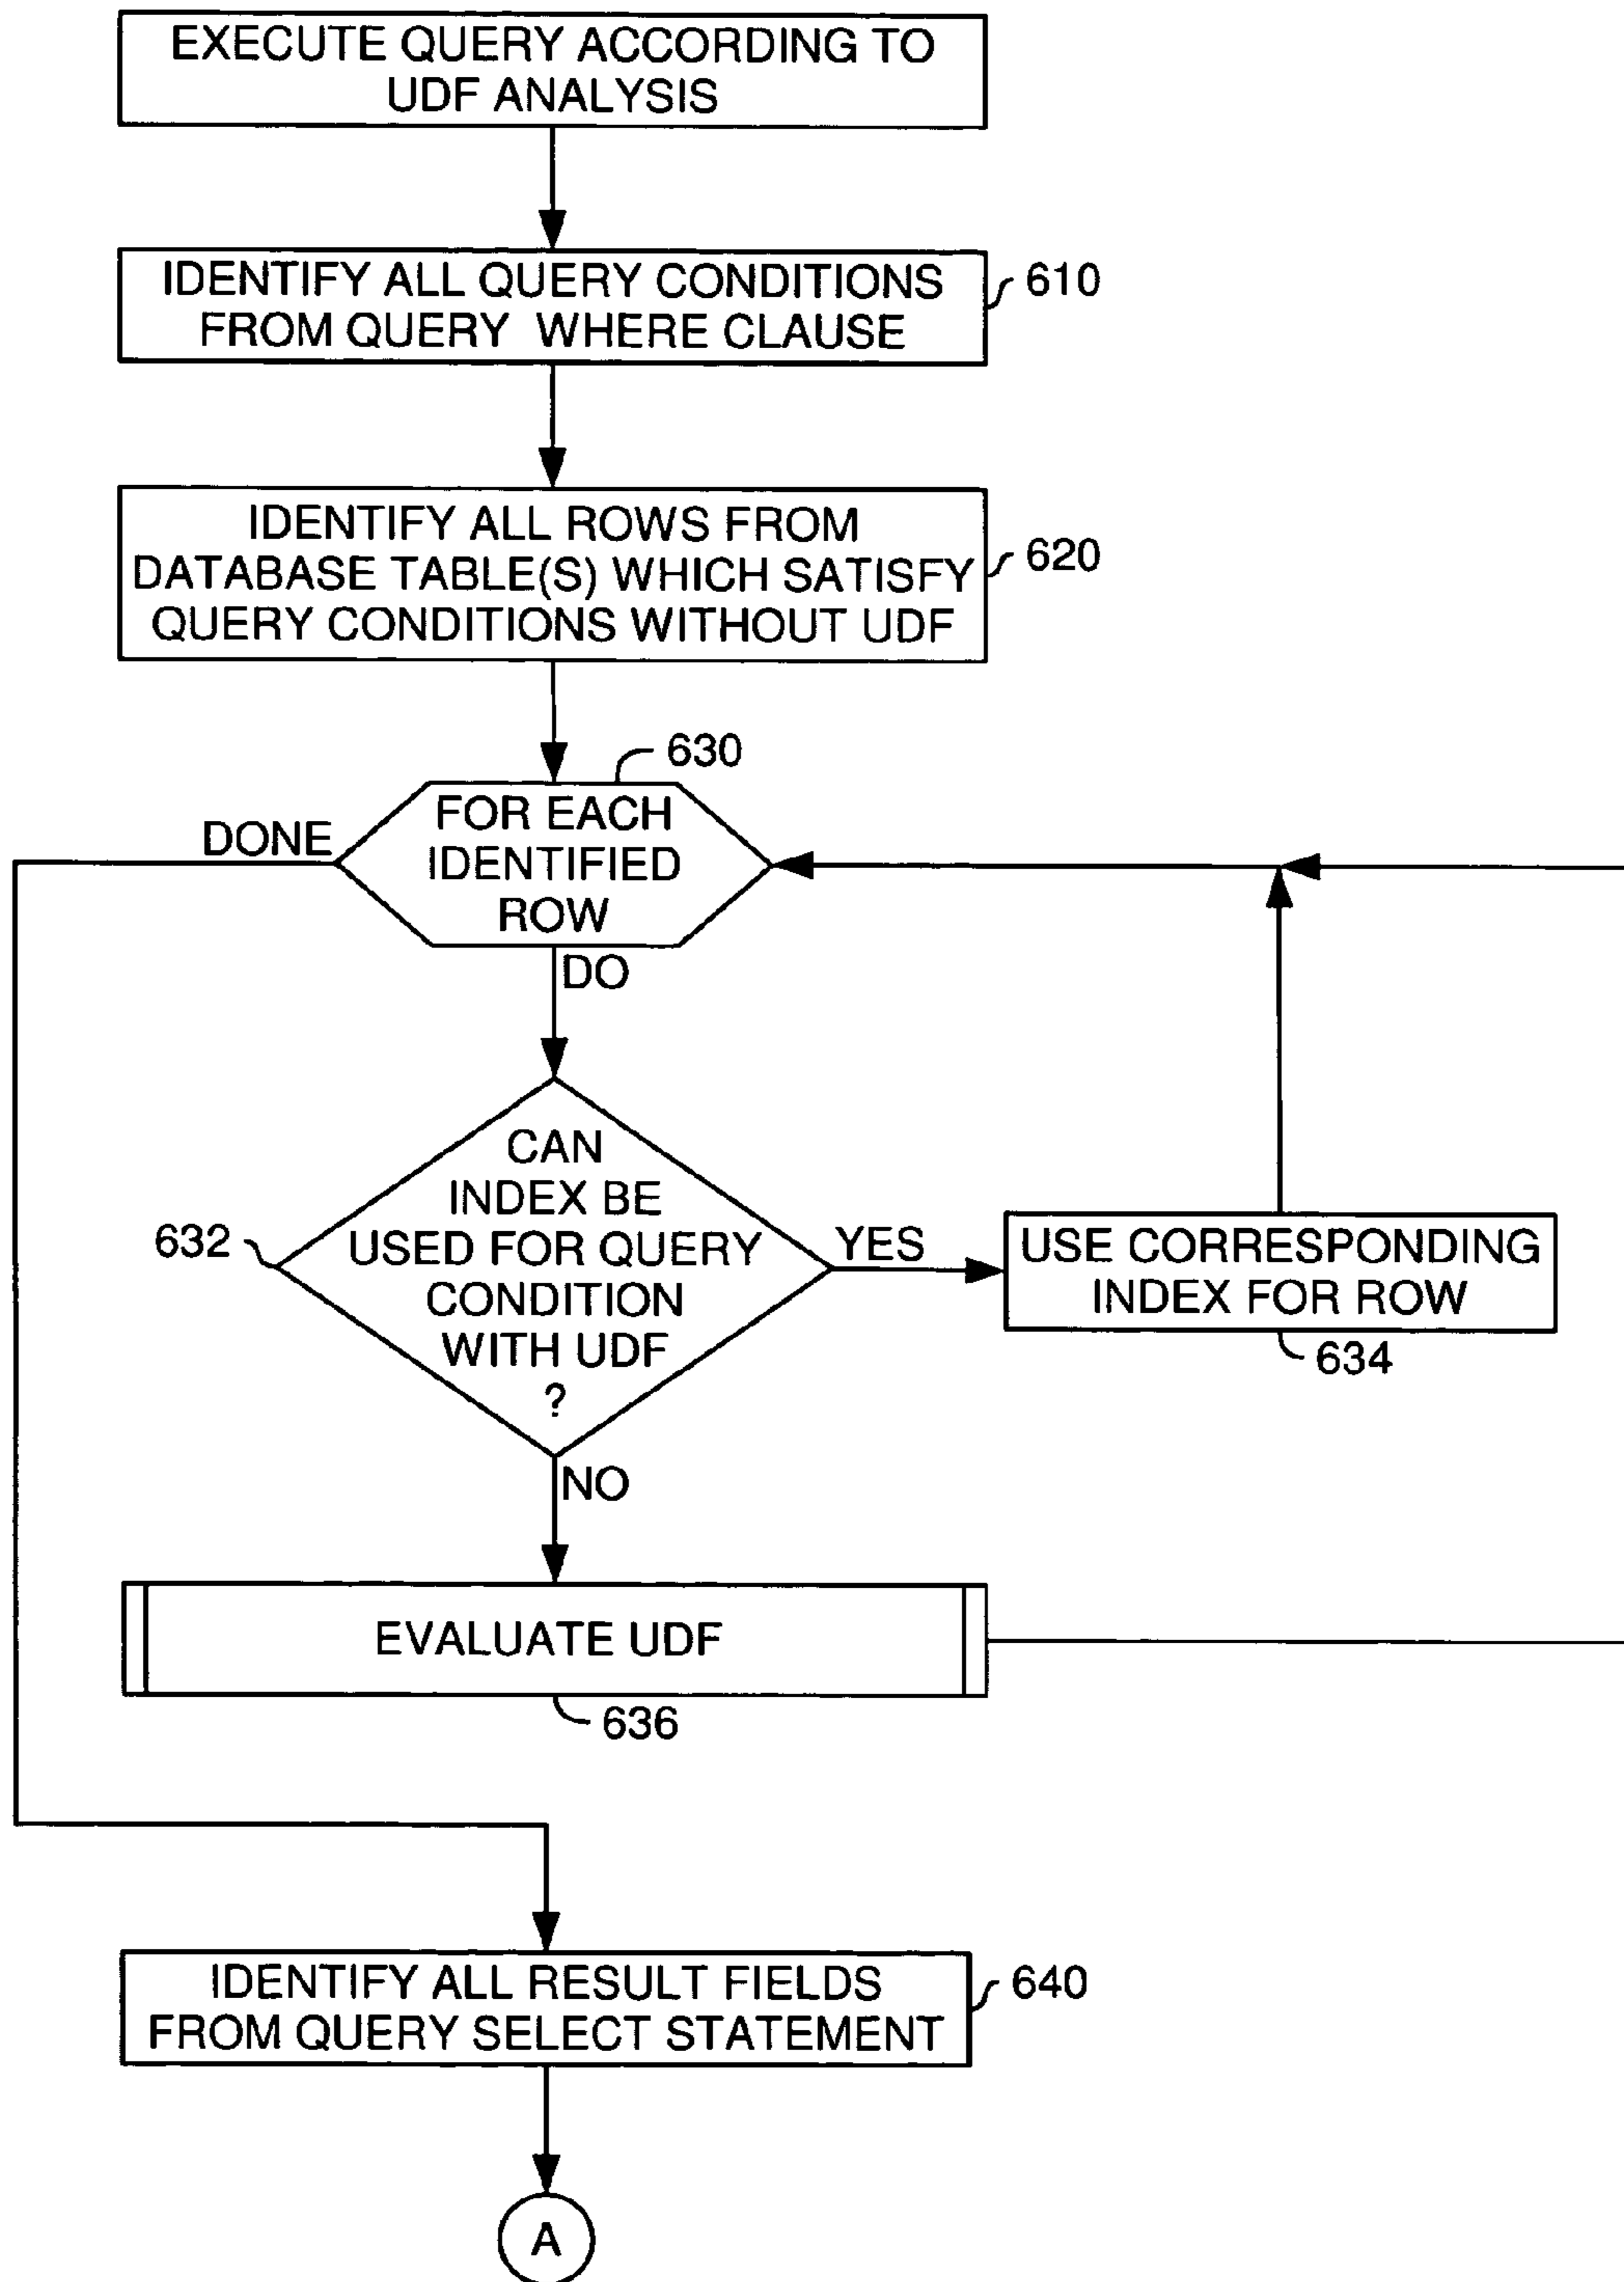 EXECUTE QUERY ACCORDING TO
UDF ANALYSIS
IDENTIFY ALL QUERY CONDITIONS
FROM QUERY WHERE CLAUSE
610
IDENTIFY ALL ROWS FROM
DATABASE TABLE(S) WHICH SATISFY
QUERY CONDITIONS WITHOUT UDF
620
630
FOR EACH
IDENTIFIED
ROW
DONE
DO
CAN
INDEX BE
USED FOR QUERY
CONDITION
WITH UDF
?
632
YES
USE CORRESPONDING
INDEX FOR ROW
634
NO
EVALUATE UDF
636
IDENTIFY ALL RESULT FIELDS
FROM QUERY SELECT STATEMENT
640
A